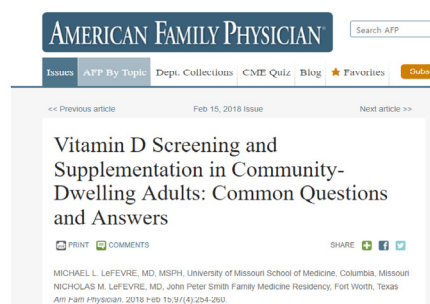 AMERICAN FAMILY PHYSICIAN
Search AFP
Issues AFP By Topic Dept. Collections CME Quiz Blog Favorites Subs
<< Previous article Feb 15, 2018 Issue Next article >>
Vitamin D Screening and
Supplementation in Community-
Dwelling Adults: Common Questions
and Answers
PRINT COMMENTS SHARE
MICHAEL L. LeFEVRE, MD, MSPH, University of Missouri School of Medicine, Columbia, Missouri
NICHOLAS M. LeFEVRE, MD, John Peter Smith Family Medicine Residency, Fort Worth, Texas
Am Fam Physician. 2018 Feb 15;97(4):254-260.